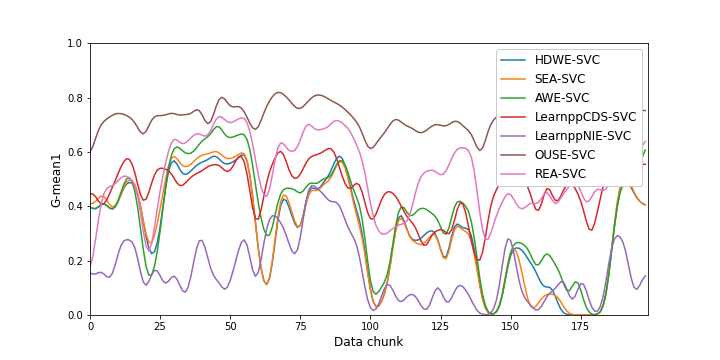 1.0
0.8
0.6
0.4
0.2
0.0
G-mean1
0
25
50
75
100
125
150
175
Data chunk
HDWE-SVC
SEA-SVC
AWE-SVC
LearnppCDS-SVC
LearnppNIE-SVC
OUSE-SVC
REA-SVC